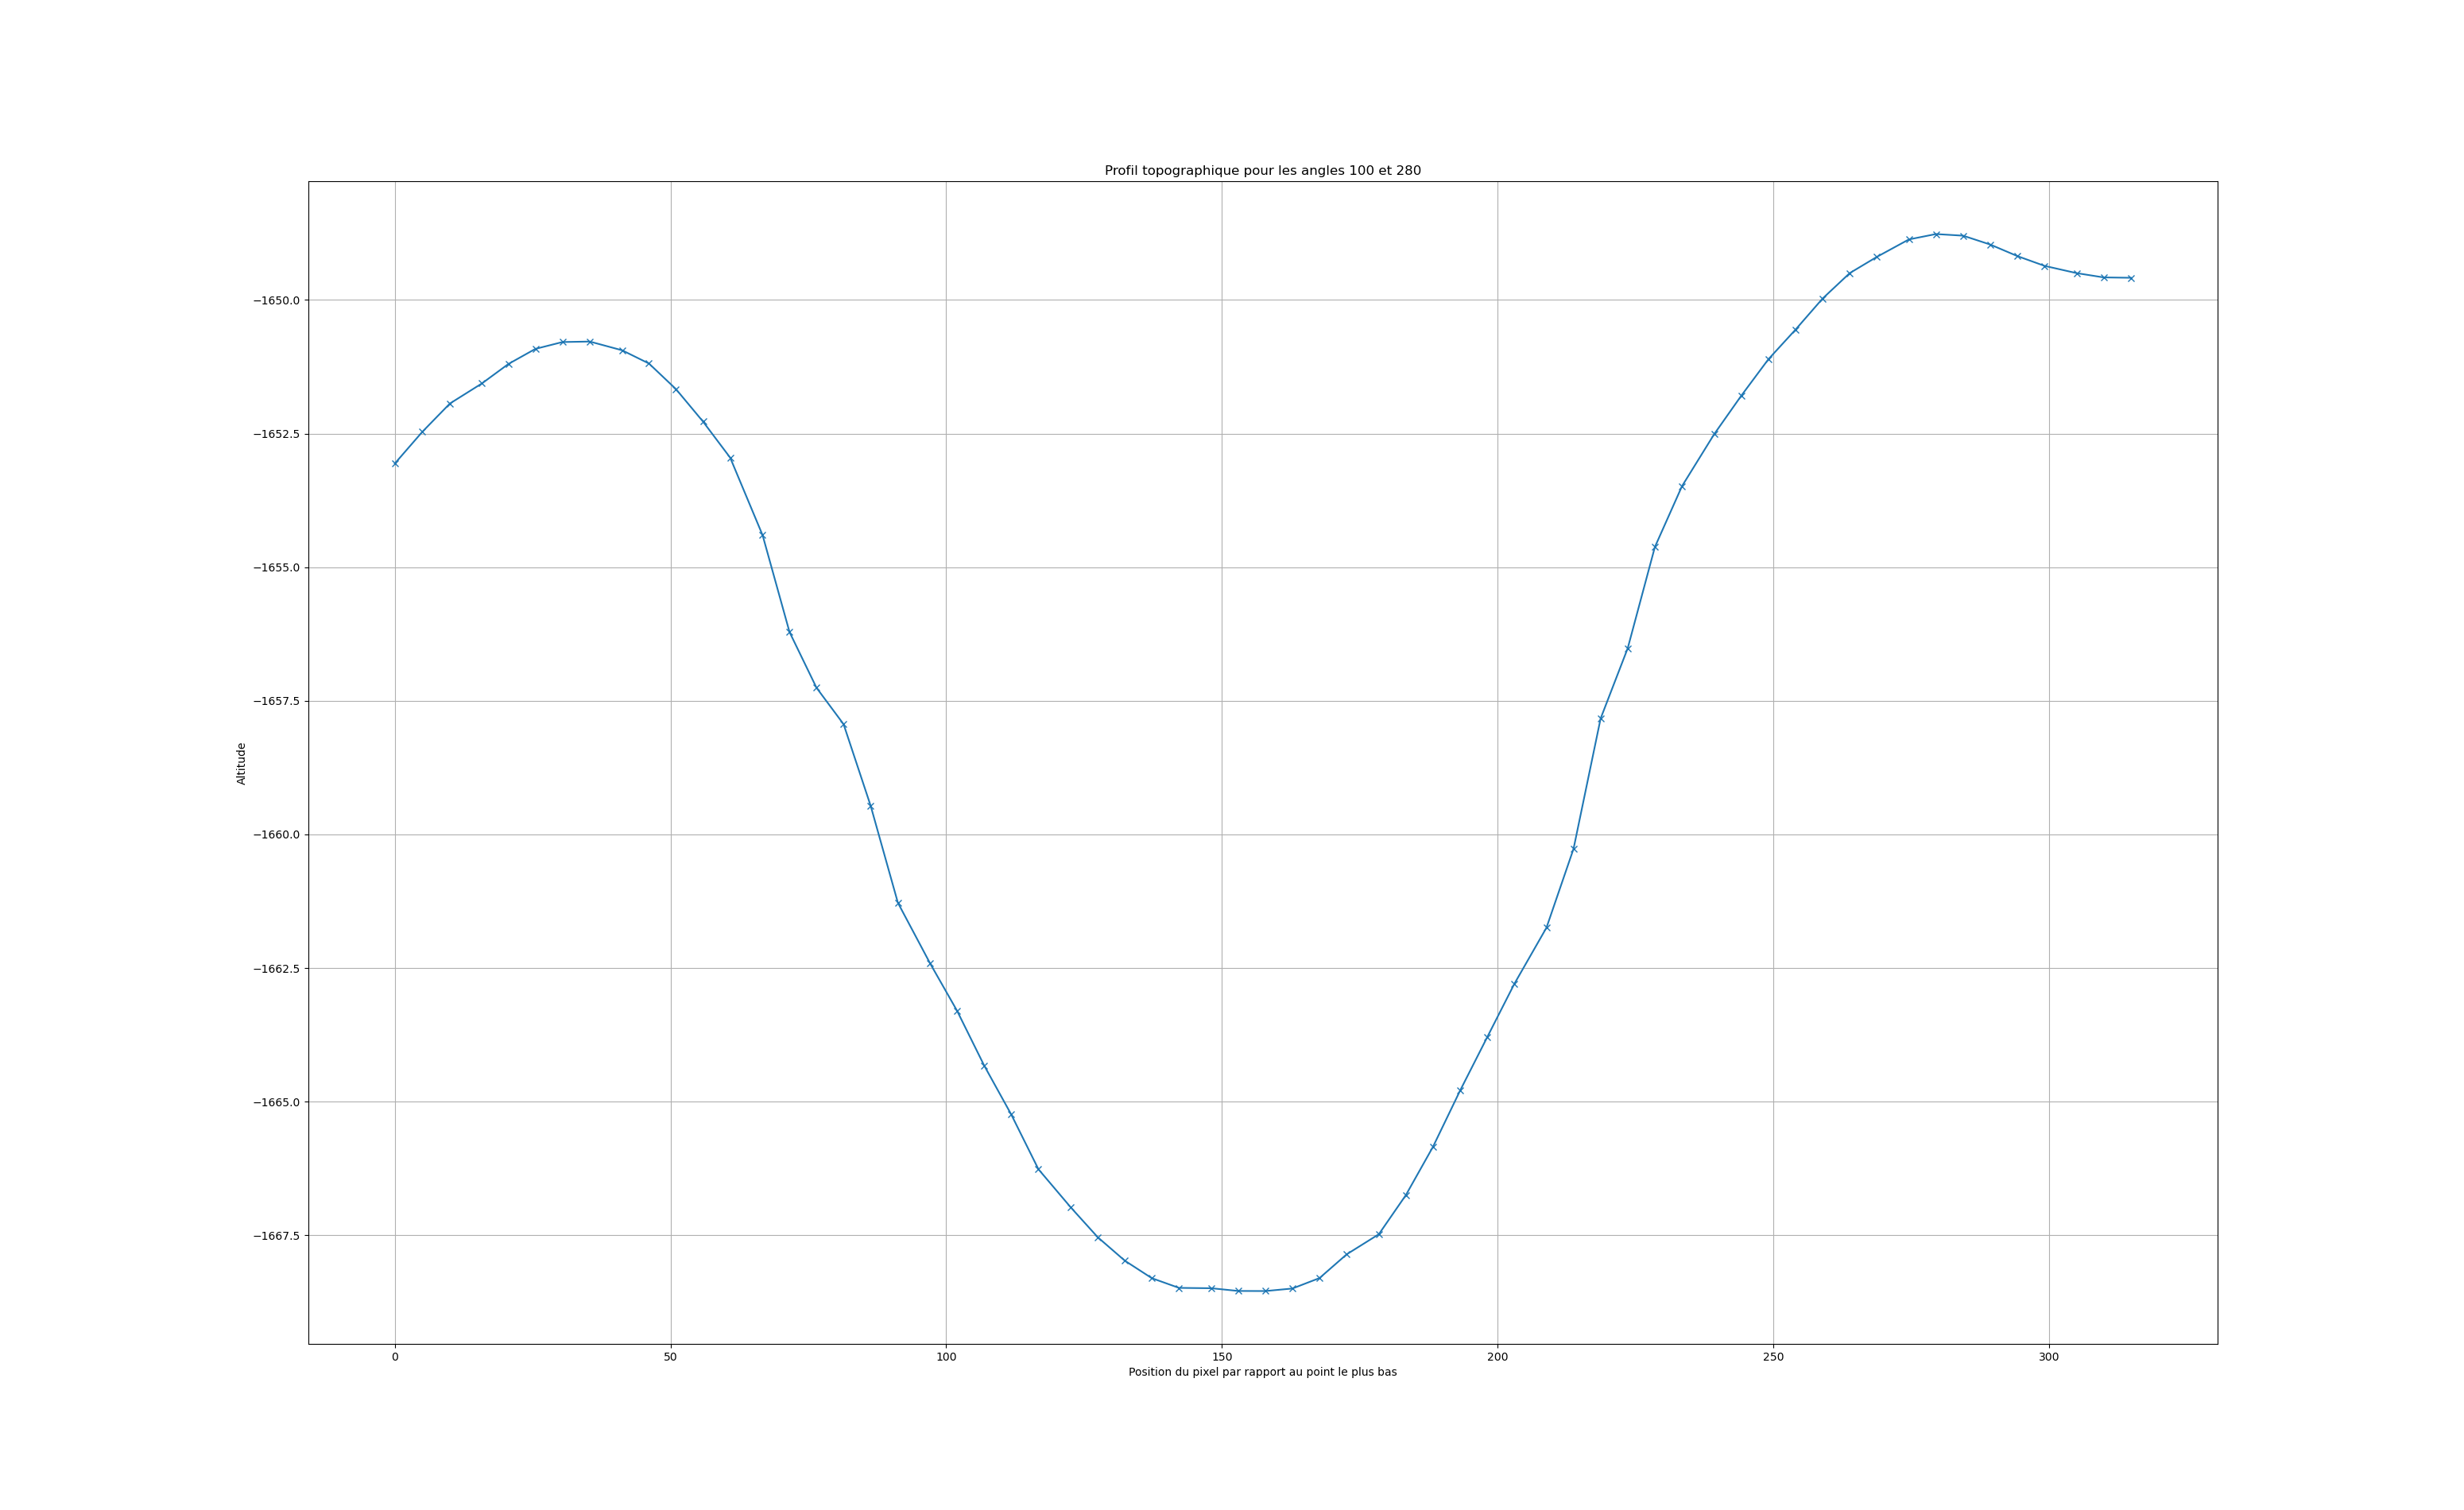 Profil topographique pour les angles 100 et 280
−1650.0
−1652.5
−1655.0
−1657.5
−1660.0
−1662.5
−1665.0
−1667.5
Altitude
0 50 100 150 200 250 300
Position du pixel par rapport au point le plus bas